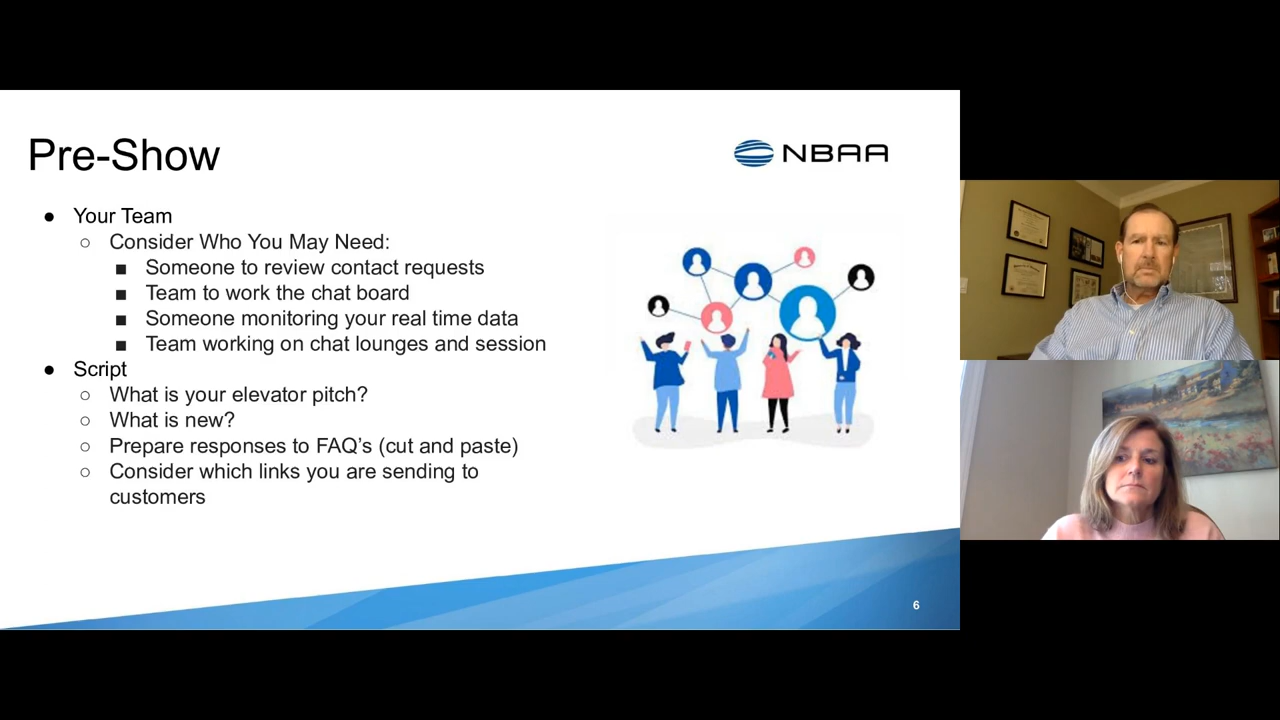 Pre-Show
NBAA
● Your Team
○ Consider Who You May Need:
■ Someone to review contact requests
■ Team to work the chat board
■ Someone monitoring your real time data
■ Team working on chat lounges and session
● Script
○ What is your elevator pitch?
○ What is new?
○ Prepare responses to FAQ's (cut and paste)
○ Consider which links you are sending to
customers
6